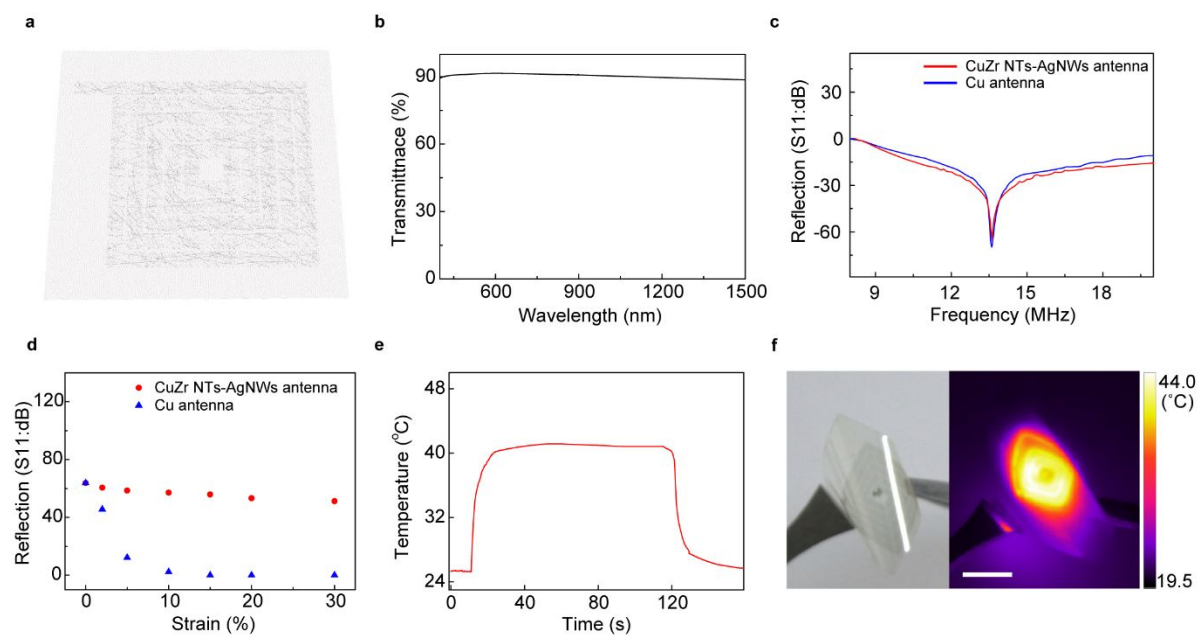 a
b
Transmittnace (%)
90
60
30
0
600
900
1200
1500
Wavelength (nm)
c
CuZr NTs-AgNWs antenna
Cu antenna
Reflection (S11:dB)
30
0
-30
-60
9
12
15
18
Frequency (MHz)
d
CuZr NTs-AgNWs antenna
Cu antenna
Reflection (S11:dB)
120
80
40
0
0
10
20
30
Strain (%)
e
Temperature (°C)
48
40
32
24
0
40
80
120
Time (s)
f
44.0
(°C)
19.5